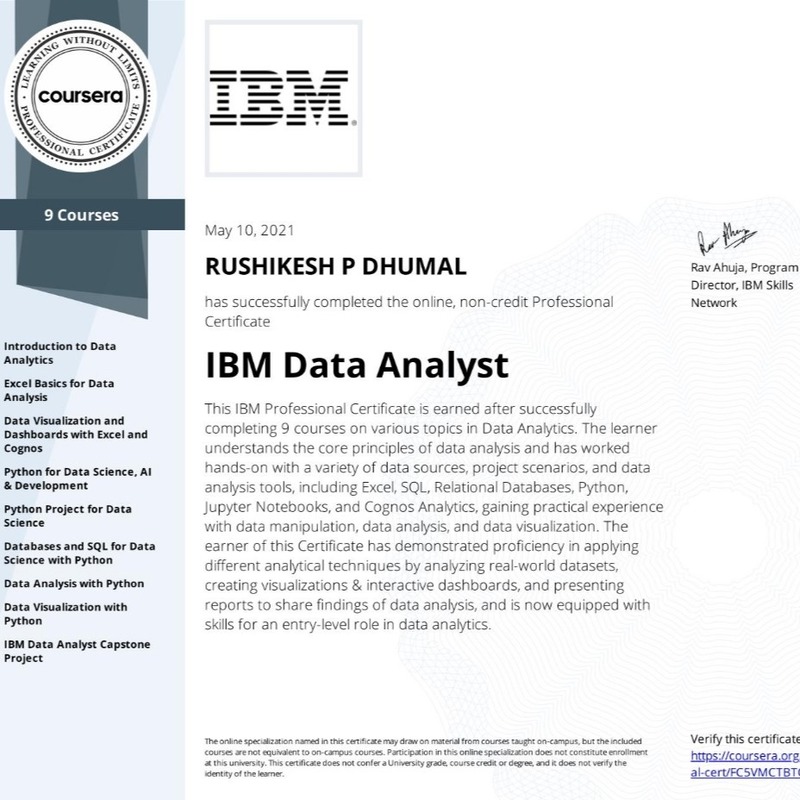 LEARNING WITHOUT LIMITS
coursera
PROFESSIONAL CERTIFICATE
9 Courses
Introduction to Data
Analytics
Excel Basics for Data
Analysis
Data Visualization and
Dashboards with Excel and
Cognos
Python for Data Science, AI
& Development
Python Project for Data
Science
Databases and SQL for Data
Science with Python
Data Analysis with Python
Data Visualization with
Python
IBM Data Analyst Capstone
Project
IBM
May 10, 2021
RUSHIKESH P DHUMAL
has successfully completed the online, non-credit Professional
Certificate
IBM Data Analyst
This IBM Professional Certificate is earned after successfully
completing 9 courses on various topics in Data Analytics. The learner
understands the core principles of data analysis and has worked
hands-on with a variety of data sources, project scenarios, and data
analysis tools, including Excel, SQL, Relational Databases, Python,
Jupyter Notebooks, and Cognos Analytics, gaining practical experience
with data manipulation, data analysis, and data visualization. The
earner of this Certificate has demonstrated proficiency in applying
different analytical techniques by analyzing real-world datasets,
creating visualizations & interactive dashboards, and presenting
reports to share findings of data analysis, and is now equipped with
skills for an entry-level role in data analytics.
Rav Ahuja
Rav Ahuja, Program
Director, IBM Skills
Network
The online specialization named in this certificate may draw on material from courses taught on-campus, but the included
courses are not equivalent to on-campus courses. Participation in this online specialization does not constitute enrollment
at this university. This certificate does not confer a University grade, course credit or degree, and it does not verify the
identity of the learner.
Verify this certificate
https://coursera.org
al-cert/FC5VMCTBT